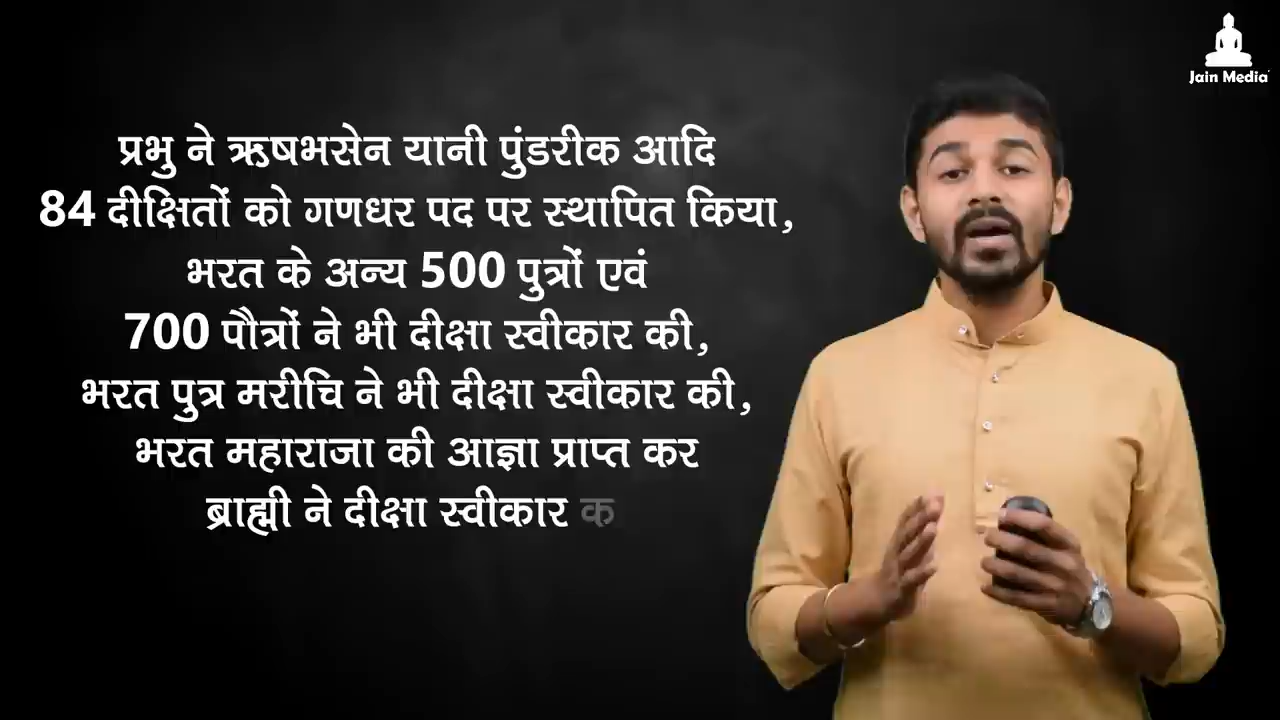 Jain Media
प्रभु ने ऋषभसेन यानी पुंडरीक आदि
84 दीक्षितों को गणधर पद पर स्थापित किया,
भरत के अन्य 500 पुत्रों एवं
700 पौत्रों ने भी दीक्षा स्वीकार की,
भरत पुत्र मरीचि ने भी दीक्षा स्वीकार की,
भरत महाराजा की आज्ञा प्राप्त कर
ब्राह्मी ने दीक्षा स्वीकार क